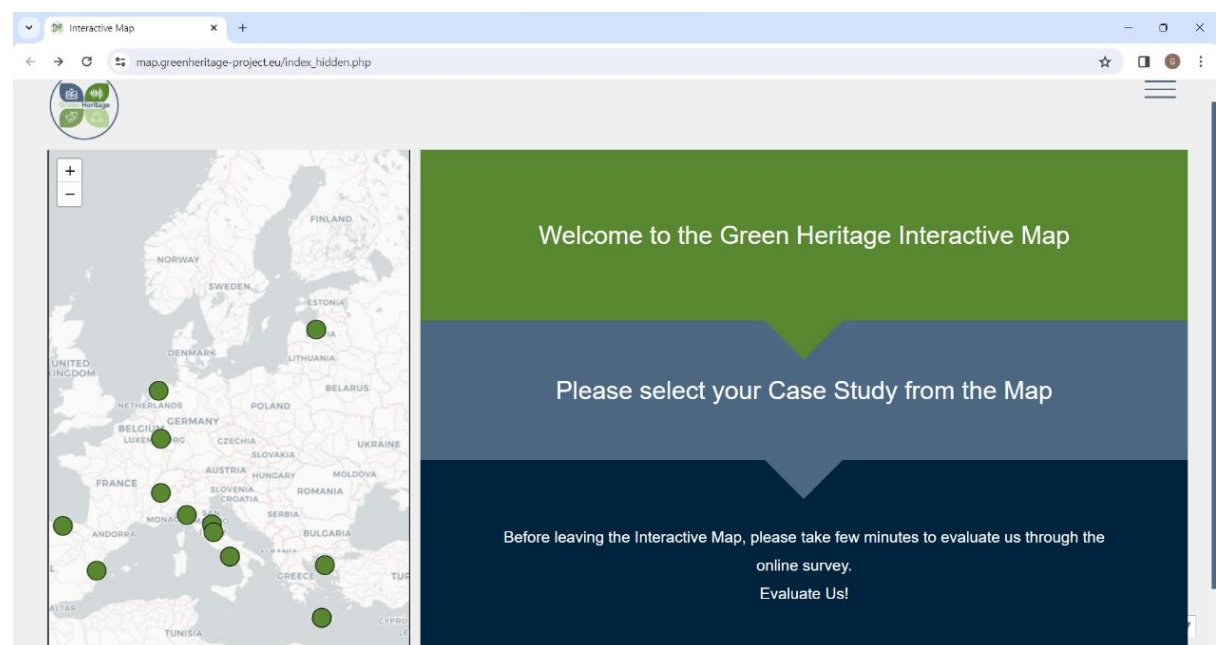 Interactive Map
map.greenheritage-project.eu/index_hidden.php
G
Green Heritage
+
−
FINLAND
NORWAY
SWEDEN
ESTONIA
DENMARK
LITHUANIA
UNITED
KINGDOM
BELARUS
NETHERLANDS
POLAND
GERMANY
BELGIUM
CZECHIA
UKRAINE
SLOVAKIA
AUSTRIA
HUNGARY
MOLDOVA
FRANCE
SLOVENIA
ROMANIA
CROATIA
SERBIA
ANDORRA
BULGARIA
GREECE
TUR
CYPRU
TUNISIA
Welcome to the Green Heritage Interactive Map
Please select your Case Study from the Map
Before leaving the Interactive Map, please take few minutes to evaluate us through the
online survey.
Evaluate Us!